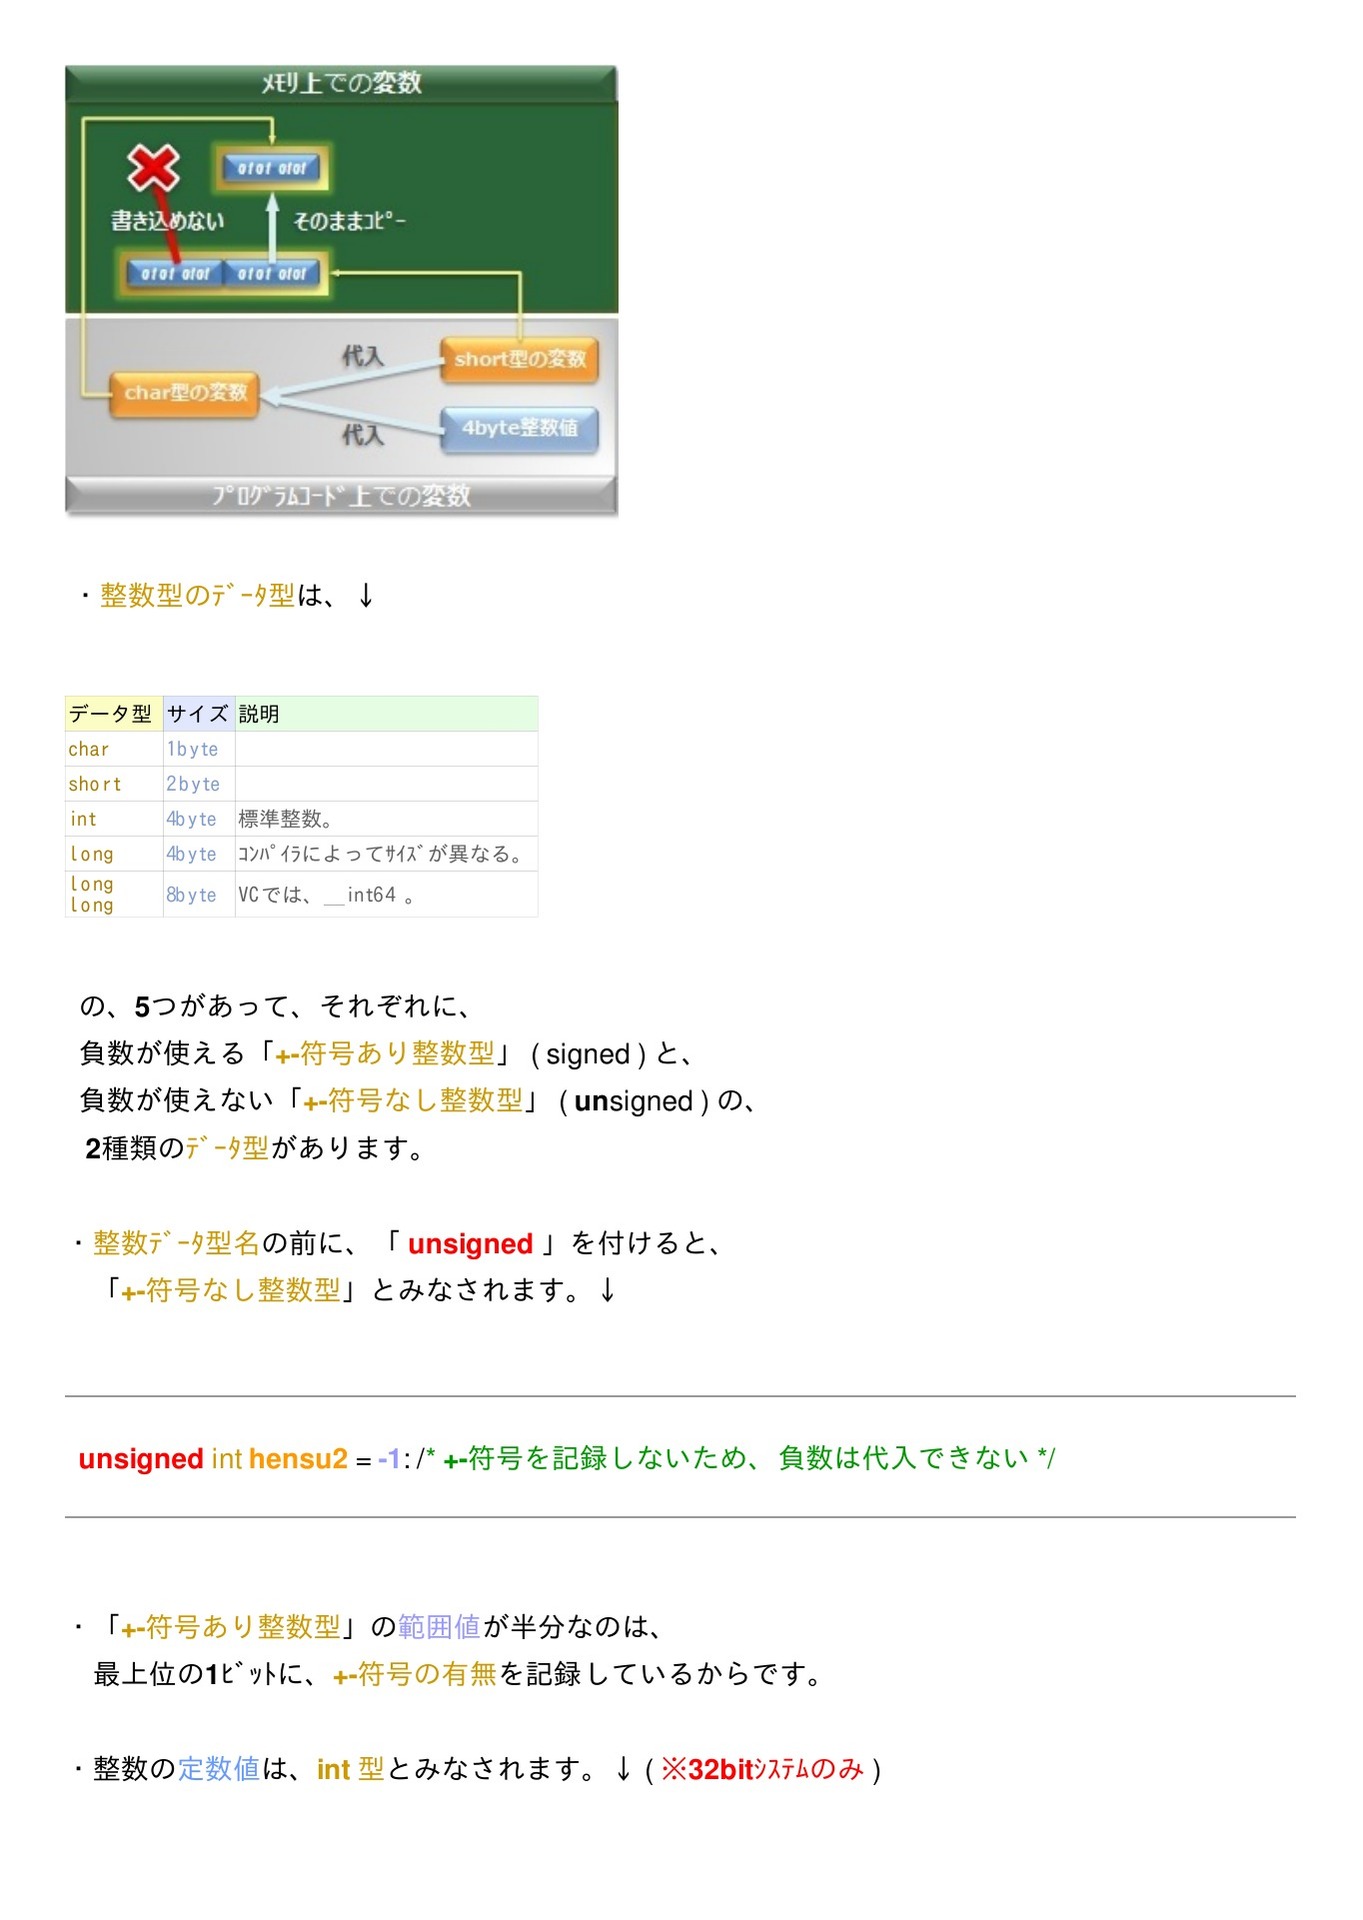 ﾒﾓﾘ上での変数
0101 0101
書き込めない
そのままｺﾋﾟｰ
0101 0101 0101 0101
代入
short型の変数
char型の変数
代入
4byte整数値
ﾌﾟﾛｸﾞﾗﾑｺｰﾄﾞ上での変数
・整数型のﾃﾞｰﾀ型は、↓
データ型 サイズ 説明
char 1byte
short 2byte
int 4byte 標準整数。
long 4byte ｺﾝﾊﾟｲﾗによってｻｲｽﾞが異なる。
long long 8byte VCでは、__int64 。
の、5つがあって、それぞれに、
負数が使える「+-符号あり整数型」 ( signed ) と、
負数が使えない「+-符号なし整数型」 ( unsigned ) の、
2種類のﾃﾞｰﾀ型があります。
・整数ﾃﾞｰﾀ型名の前に、「 unsigned 」を付けると、
「+-符号なし整数型」とみなされます。↓
unsigned int hensu2 = -1: /* +-符号を記録しないため、負数は代入できない */
・「+-符号あり整数型」の範囲値が半分なのは、
最上位の1ﾋﾞｯﾄに、+-符号の有無を記録しているからです。
・整数の定数値は、int 型とみなされます。↓ ( ※32bitｼｽﾃﾑのみ )